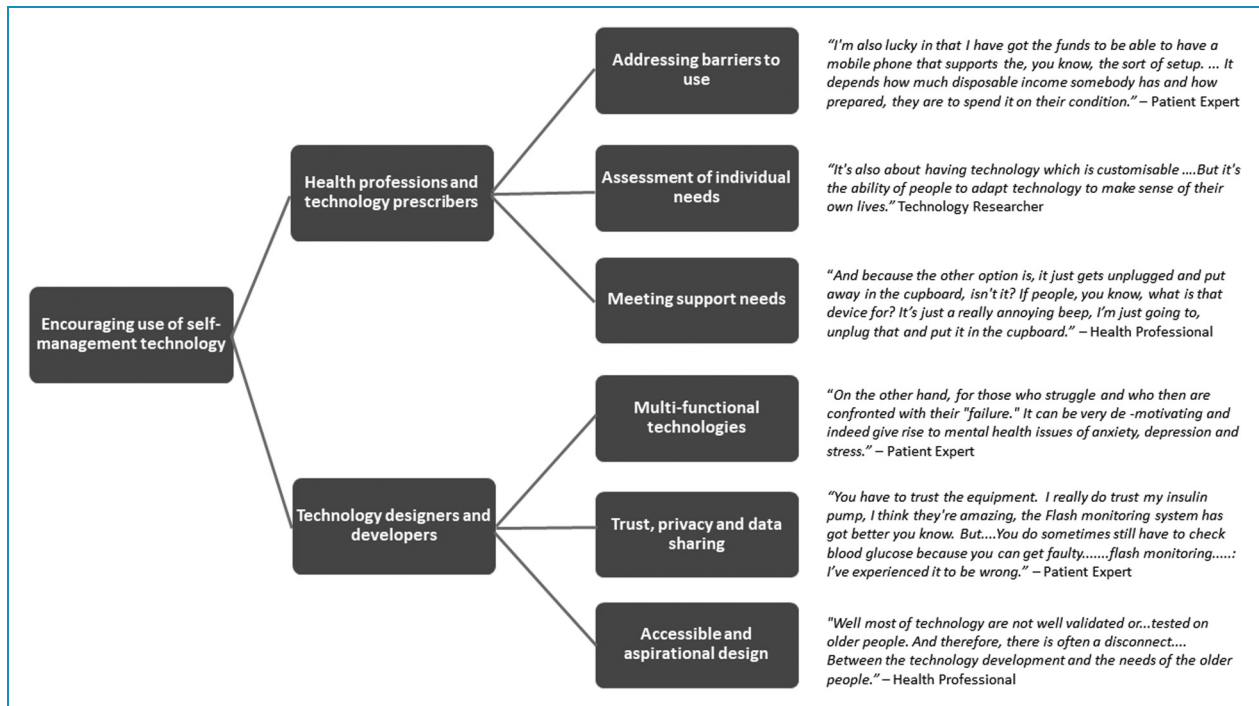 Encouraging use of self-
management technology
Health professions and
technology prescribers
Addressing barriers to
use
“I'm also lucky in that I have got the funds to be able to have a
mobile phone that supports the, you know, the sort of setup. ... It
depends how much disposable income somebody has and how
prepared, they are to spend it on their condition.” – Patient Expert
Assessment of individual
needs
“It's also about having technology which is customisable ....But it's
the ability of people to adapt technology to make sense of their
own lives.” Technology Researcher
Meeting support needs
“And because the other option is, it just gets unplugged and put
away in the cupboard, isn't it? If people, you know, what is that
device for? It’s just a really annoying beep, I’m just going to,
unplug that and put it in the cupboard.” – Health Professional
Technology designers and
developers
Multi-functional
technologies
“On the other hand, for those who struggle and who then are
confronted with their "failure." It can be very de -motivating and
indeed give rise to mental health issues of anxiety, depression and
stress.” – Patient Expert
Trust, privacy and data
sharing
“You have to trust the equipment.  I really do trust my insulin
pump, I think they're amazing, the Flash monitoring system has
got better you know. But....You do sometimes still have to check
blood glucose because you can get faulty.......flash monitoring.....:
I’ve experienced it to be wrong.” – Patient Expert
Accessible and
aspirational design
"Well most of technology are not well validated or...tested on
older people. And therefore, there is often a disconnect....
Between the technology development and the needs of the older
people.” – Health Professional